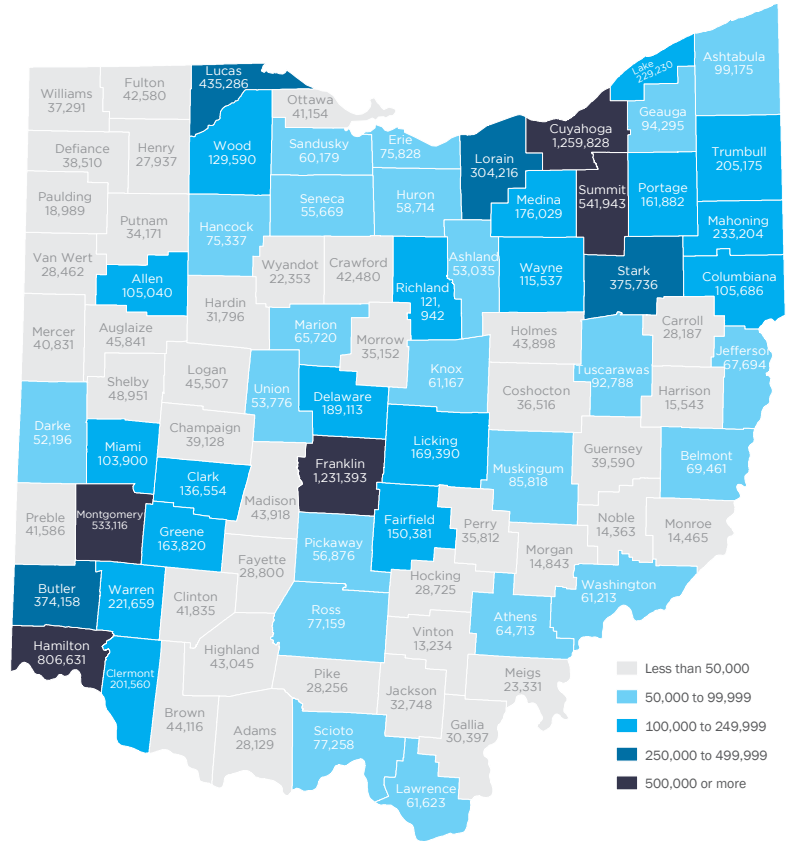 Lucas
435,286
Lake
229,230
Ashtabula
99,175
Williams
37,291
Fulton
42,580
Ottawa
41,154
Geauga
94,295
Cuyahoga
1,259,828
Defiance
38,510
Henry
27,937
Wood
129,590
Sandusky
60,179
Erie
75,828
Lorain
304,216
Trumbull
205,175
Summit
541,943
Portage
161,882
Medina
176,029
Paulding
18,989
Putnam
34,171
Hancock
75,337
Seneca
55,669
Huron
58,714
Mahoning
233,204
Van Wert
28,462
Allen
105,040
Wyandot
22,353
Crawford
42,480
Richland
121,
942
Ashland
53,035
Wayne
115,537
Stark
375,736
Columbiana
105,686
Mercer
40,831
Auglaize
45,841
Hardin
31,796
Marion
65,720
Morrow
35,152
Holmes
43,898
Carroll
28,187
Jefferson
67,694
Shelby
48,951
Logan
45,507
Union
53,776
Delaware
189,113
Knox
61,167
Coshocton
36,516
Tuscarawas
92,788
Harrison
15,543
Darke
52,196
Miami
103,900
Champaign
39,128
Clark
136,554
Franklin
1,231,393
Licking
169,390
Muskingum
85,818
Guernsey
39,590
Belmont
69,461
Preble
41,586
Montgomery
533,116
Greene
163,820
Madison
43,918
Pickaway
56,876
Fairfield
150,381
Perry
35,812
Morgan
14,843
Noble
14,363
Monroe
14,465
Butler
374,158
Warren
221,659
Clinton
41,835
Fayette
28,800
Ross
77,159
Hocking
28,725
Athens
64,713
Washington
61,213
Hamilton
806,631
Clermont
201,560
Highland
43,045
Vinton
13,234
Pike
28,256
Jackson
32,748
Meigs
23,331
Brown
44,116
Adams
28,129
Scioto
77,258
Gallia
30,397
Lawrence
61,623
Less than 50,000
50,000 to 99,999
100,000 to 249,999
250,000 to 499,999
500,000 or more